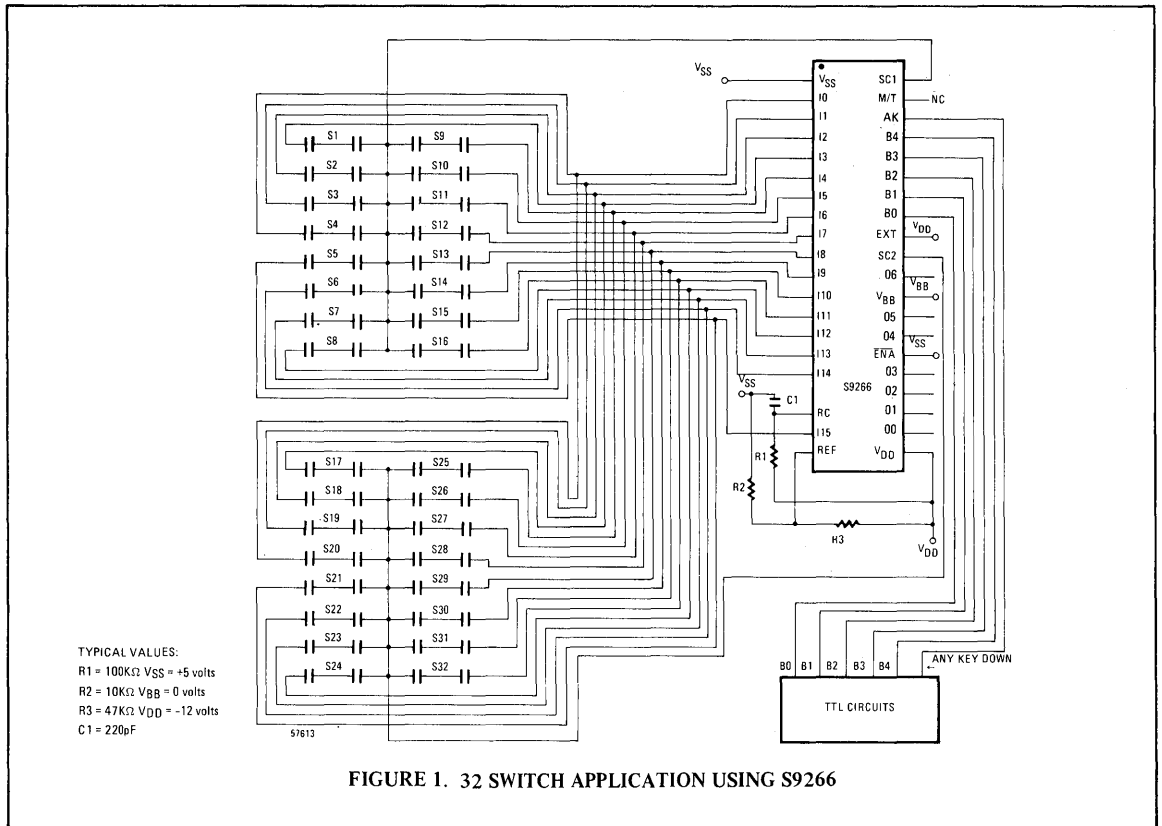 S1 S9
S2 S10
S3 S11
S4 S12
S5 S13
S6 S14
S7 S15
S8 S16
S17 S25
S18 S26
S19 S27
S20 S28
S21 S29
S22 S30
S23 S31
S24 S32
TYPICAL VALUES:
R1 = 100KΩ VSS = +5 volts
R2 = 10KΩ VBB = 0 volts
R3 = 47KΩ VDD = -12 volts
C1 = 220pF
57613
VSS
VSS
I0
I1
I2
I3
I4
I5
I6
I7
I8
I9
I10
I11
I12
I13
I14
RC
I15
REF
S9266
SC1
M/T
NC
AK
B4
B3
B2
B1
B0
EXT
VDD
SC2
06
VBB
VBB
05
04
VSS
ENA
03
02
01
00
VDD
VSS
C1
R1
R2
R3
VDD
B0 B1 B2 B3 B4
← ANY KEY DOWN
TTL CIRCUITS
FIGURE 1. 32 SWITCH APPLICATION USING S9266